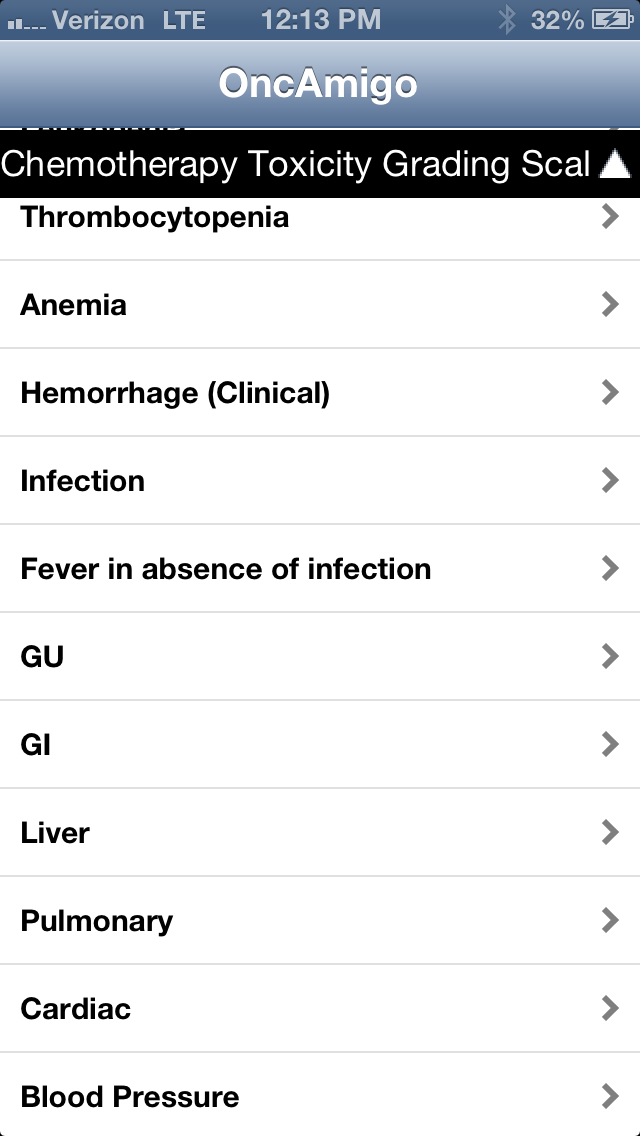 Verizon LTE 12:13 PM 32%
OncAmigo
Chemotherapy Toxicity Grading Scal
Thrombocytopenia
Anemia
Hemorrhage (Clinical)
Infection
Fever in absence of infection
GU
GI
Liver
Pulmonary
Cardiac
Blood Pressure